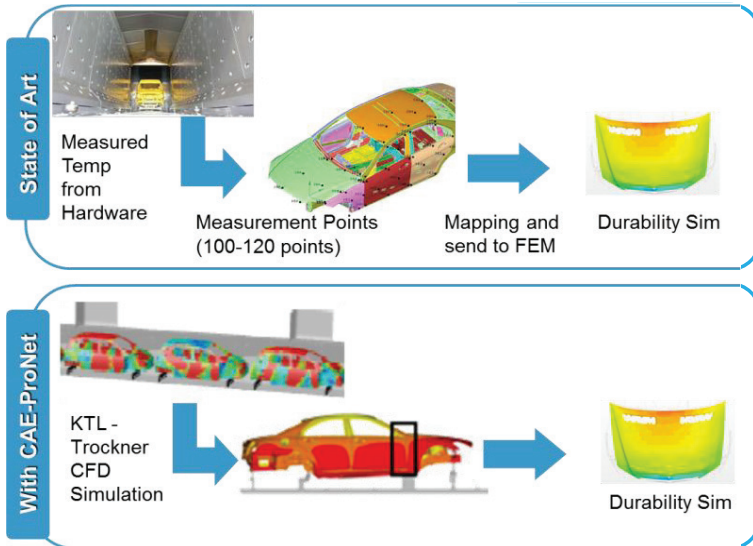 State of Art
Measured
Temp
from
Hardware
Measurement Points
(100-120 points)
Mapping and
send to FEM
Durability Sim
With CAE-ProNet
KTL -
Trockner
CFD
Simulation
Durability Sim